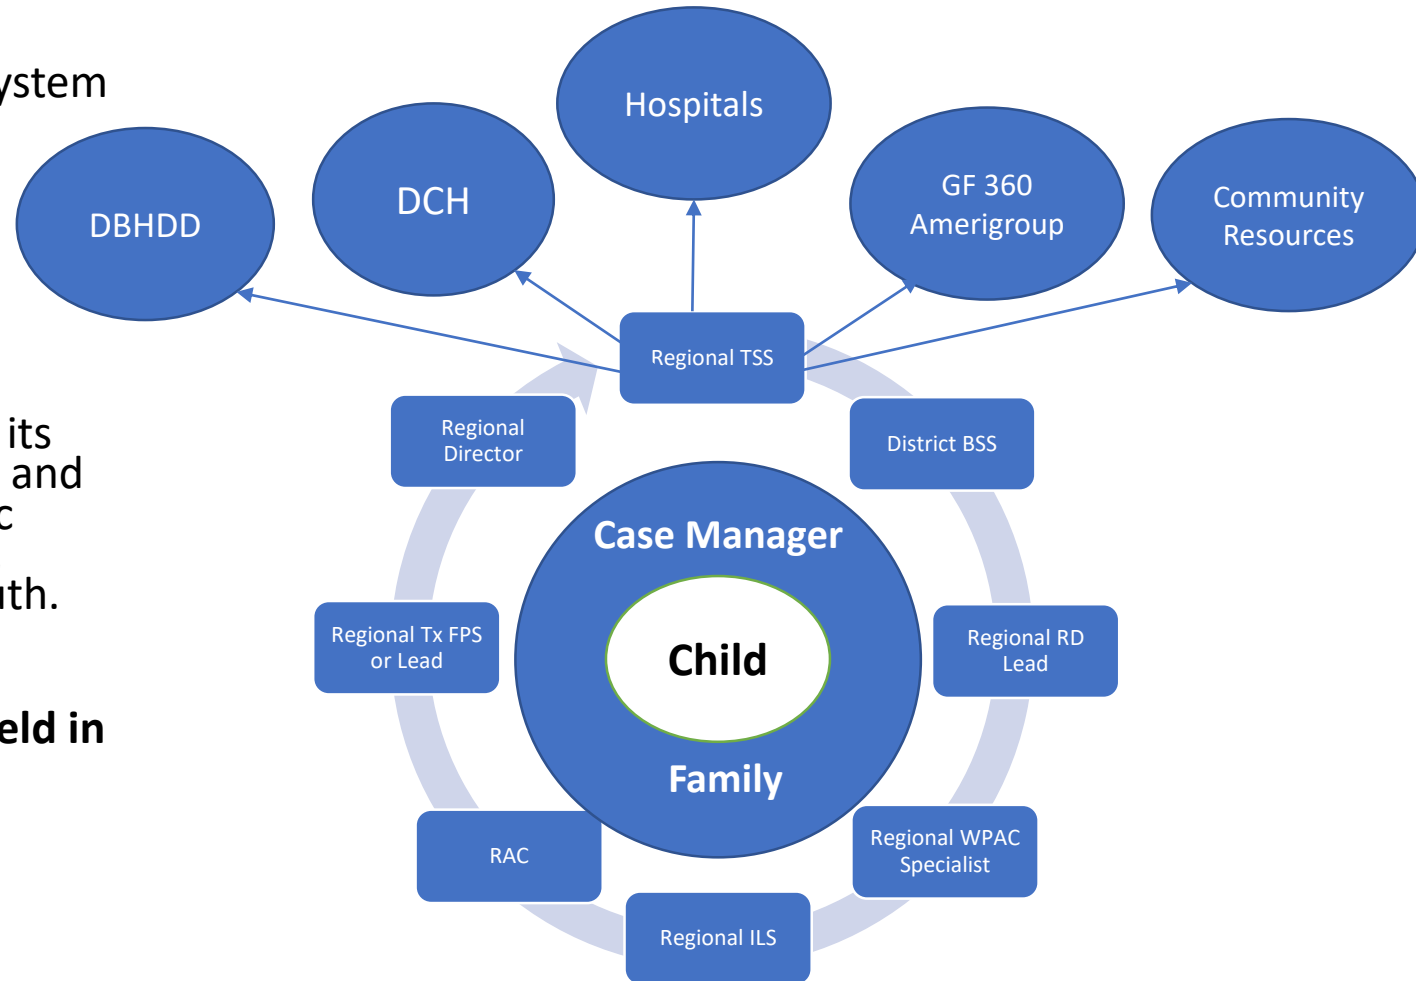 ystem
its
and
c
uth.
eld in
Hospitals
DCH
DBHDD
GF 360
Amerigroup
Community
Resources
Regional TSS
Regional
Director
District BSS
Case Manager
Child
Family
Regional Tx FPS
or Lead
Regional RD
Lead
RAC
Regional WPAC
Specialist
Regional ILS